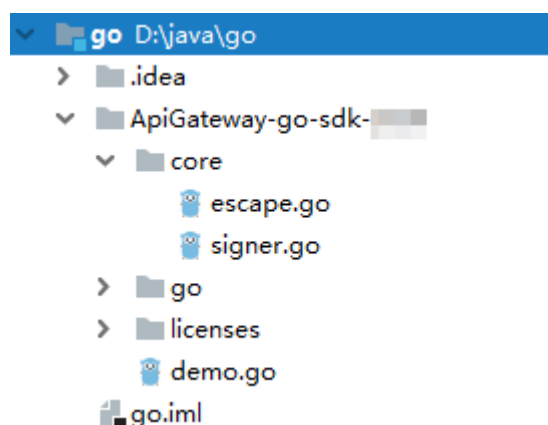 go D:\java\go
.idea
ApiGateway-go-sdk-
core
escape.go
signer.go
go
licenses
demo.go
go.iml